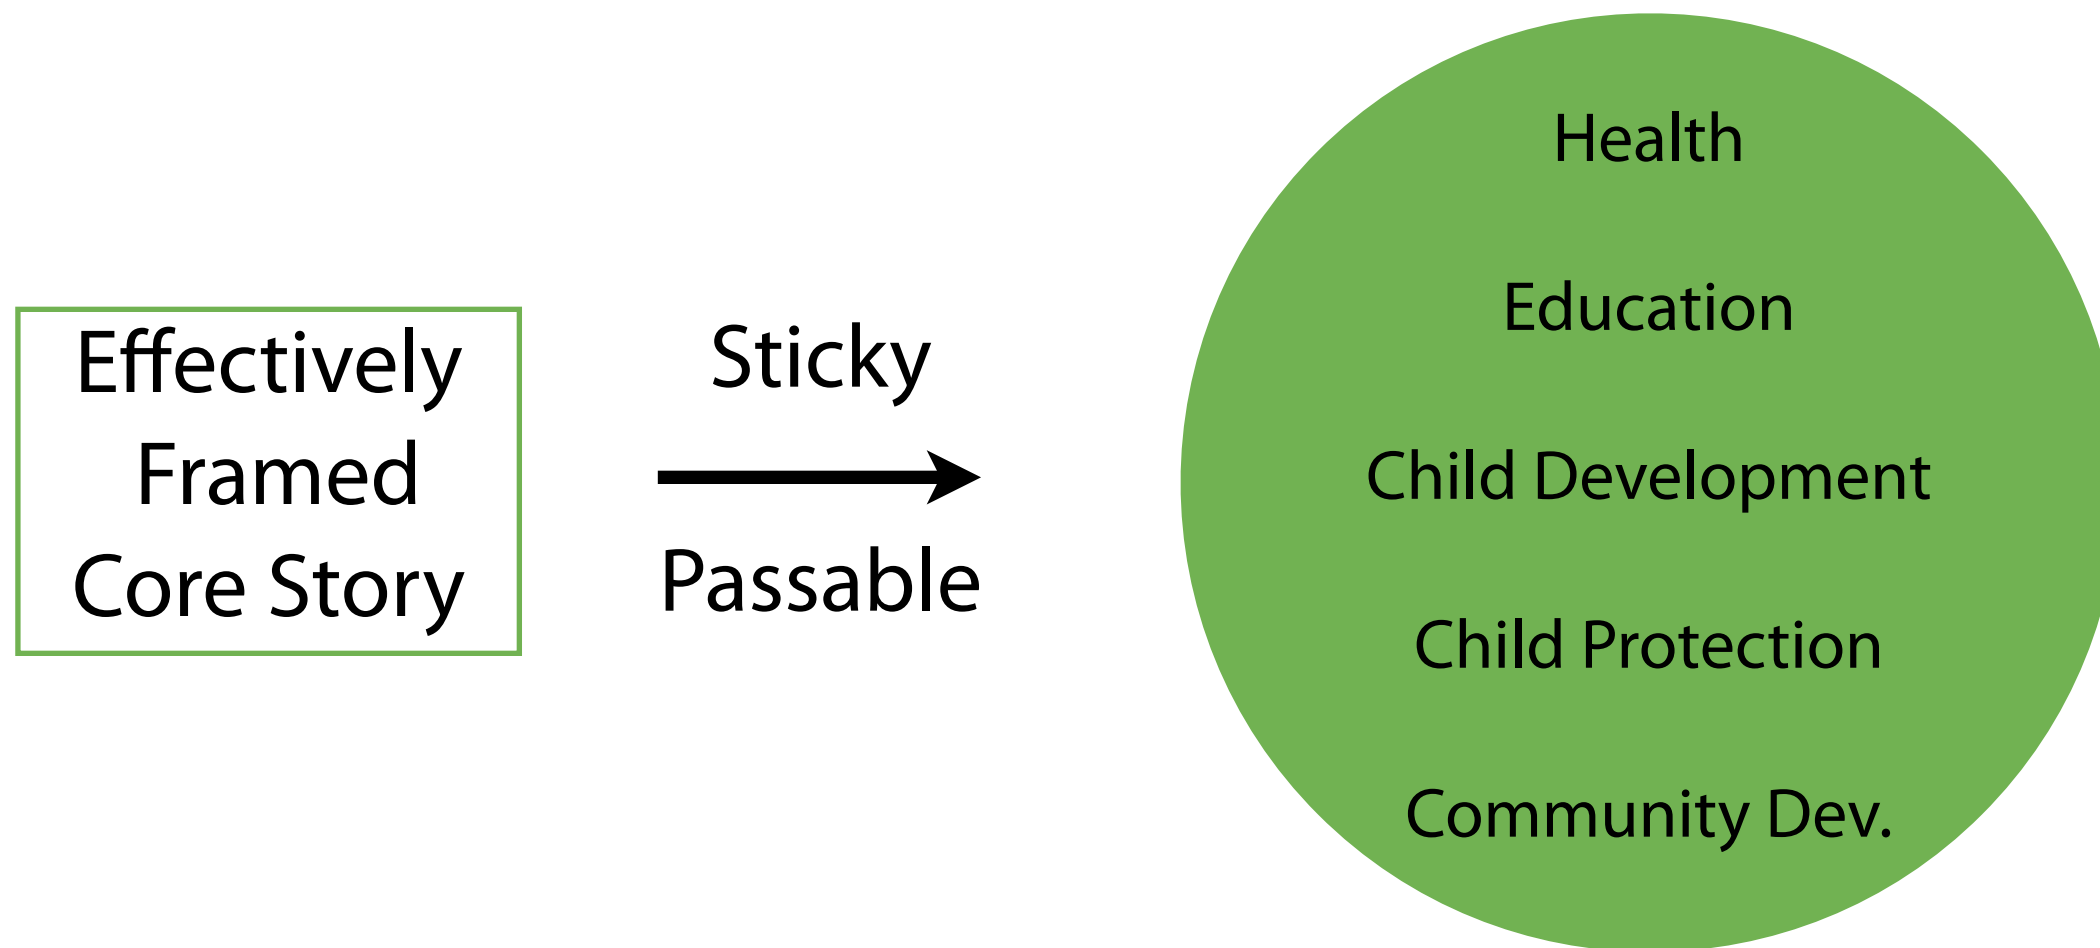 Effectively
Framed
Core Story
Sticky
Passable
Health
Education
Child Development
Child Protection
Community Dev.